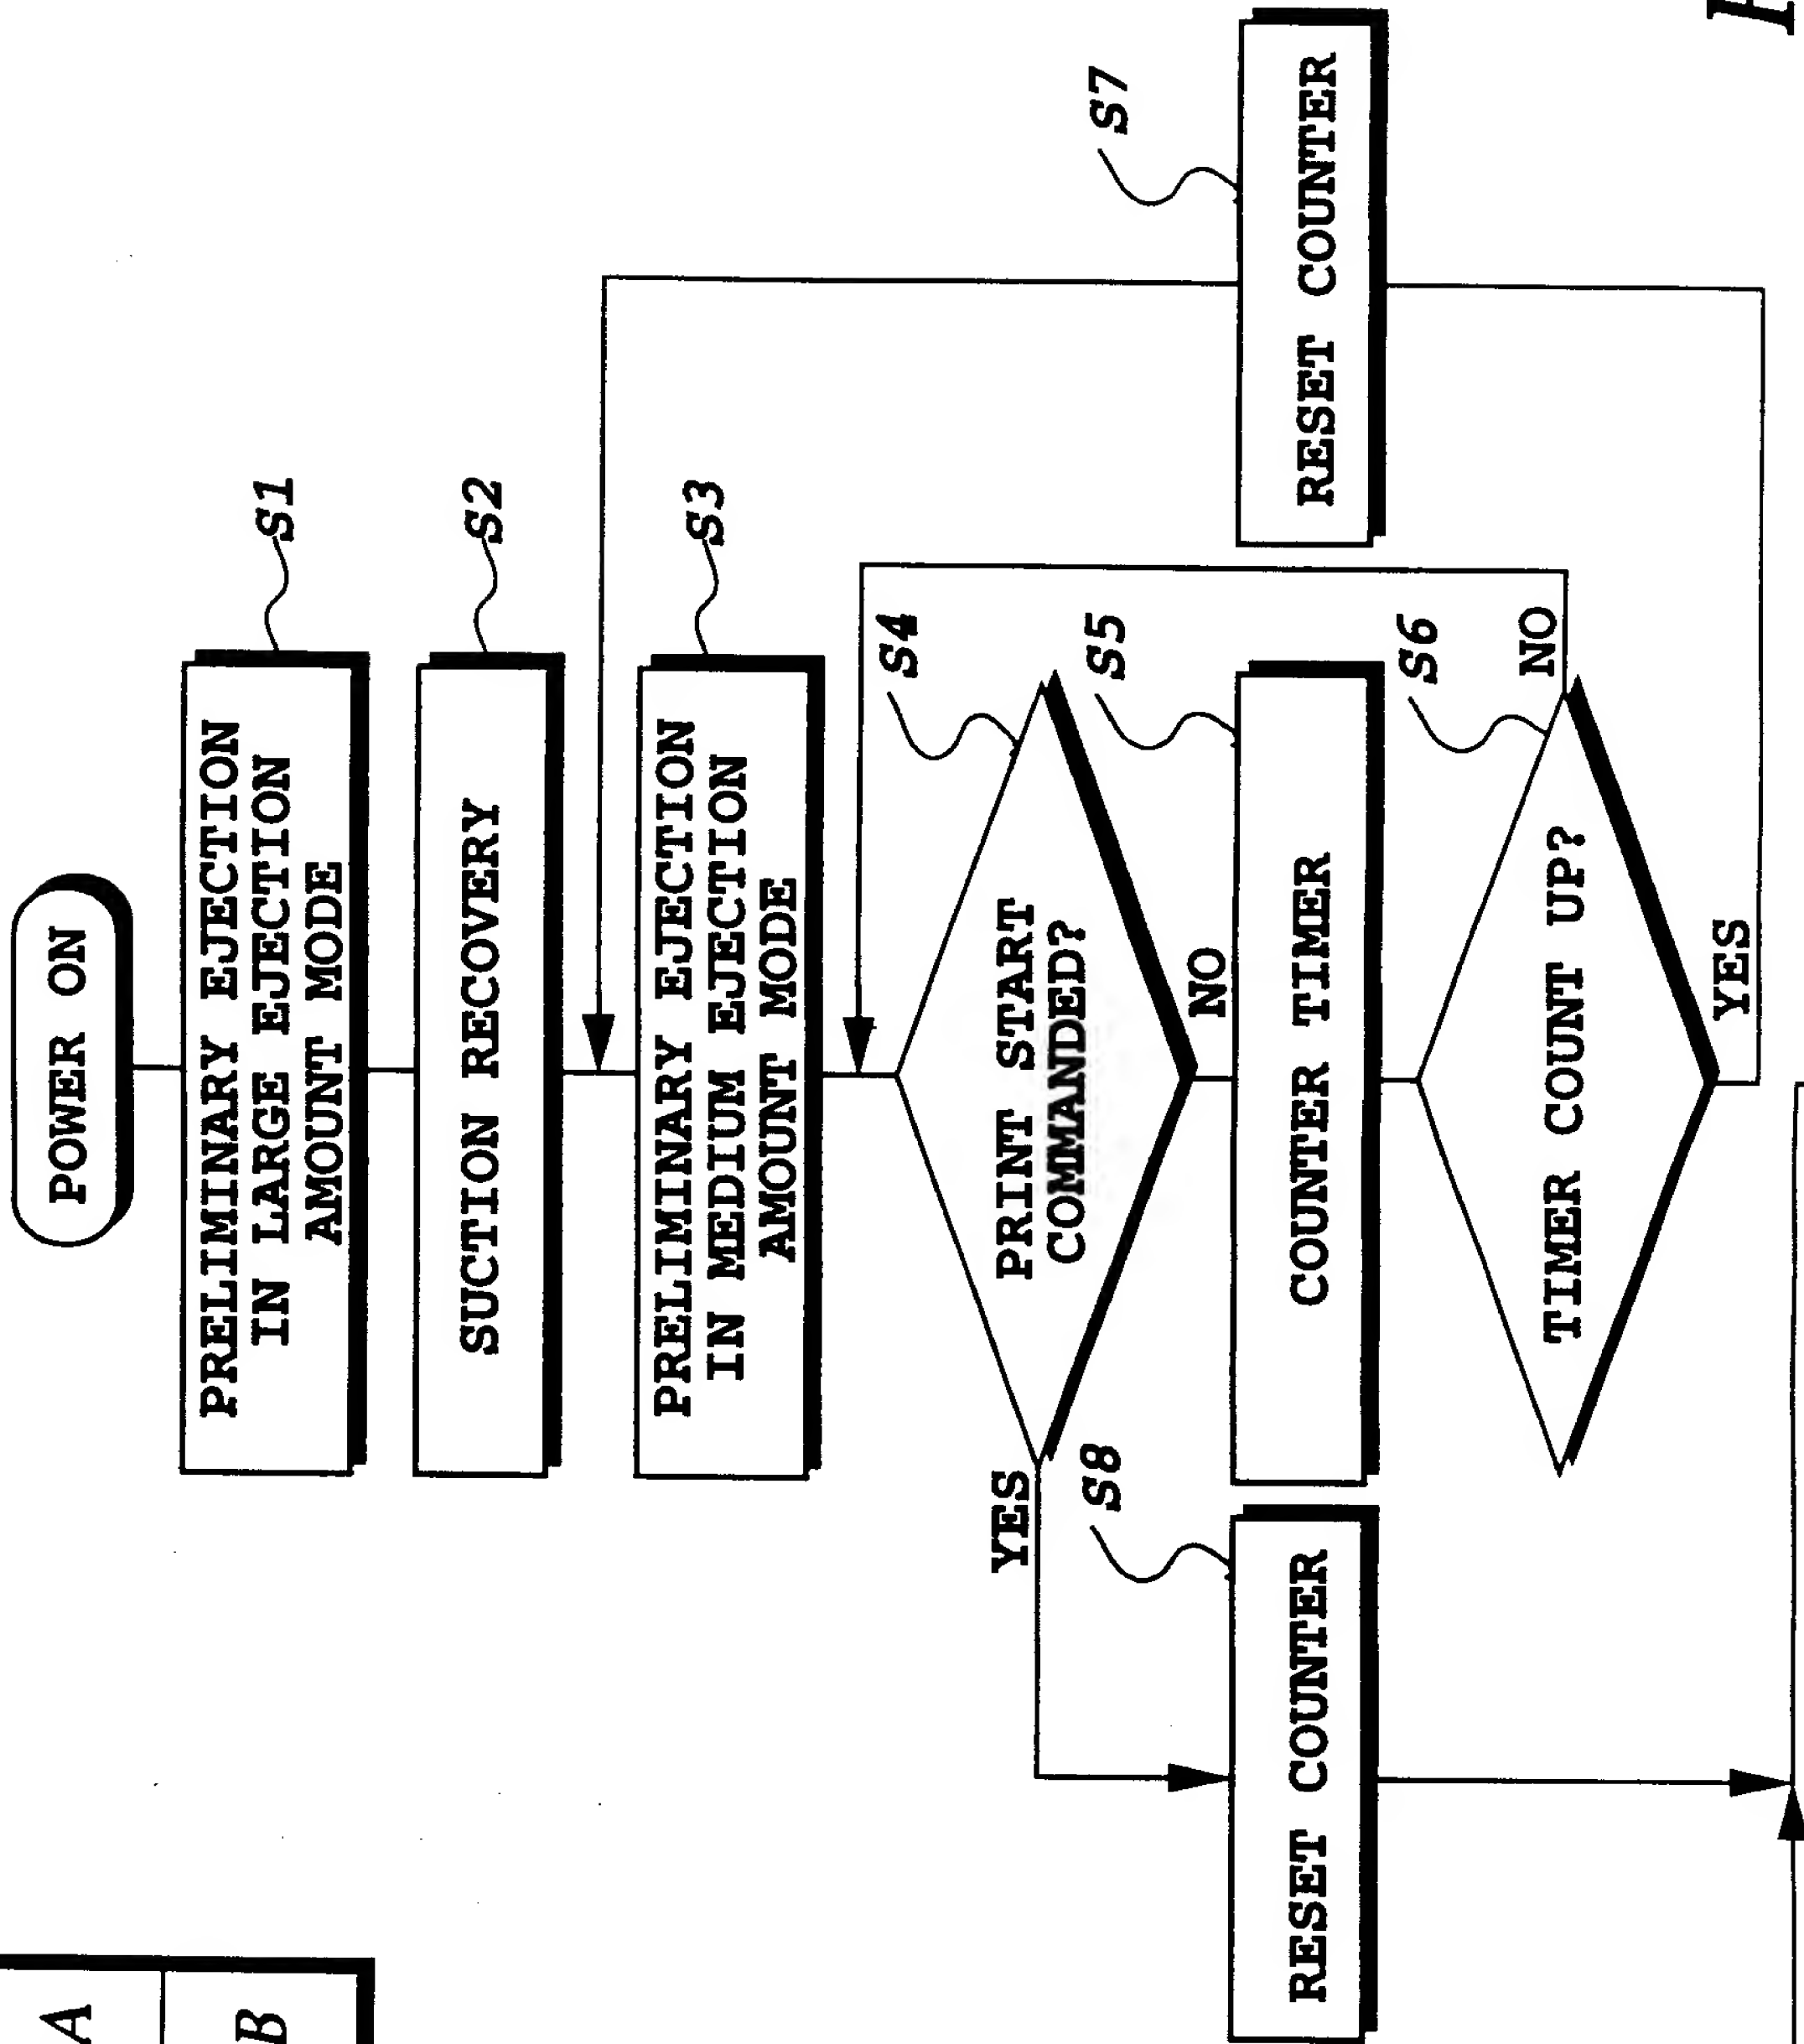 POWER ON
S1
PRELIMINARY EJECTION
IN LARGE EJECTION
AMOUNT MODE
S2
SUCTION RECOVERY
S3
PRELIMINARY EJECTION
IN MEDIUM EJECTION
AMOUNT MODE
S4
PRINT START
COMMANDED?
YES
NO
S5
COUNTER TIMER
S6
TIMER COUNT UP?
NO
YES
S7
RESET COUNTER
S8
RESET COUNTER
A
B